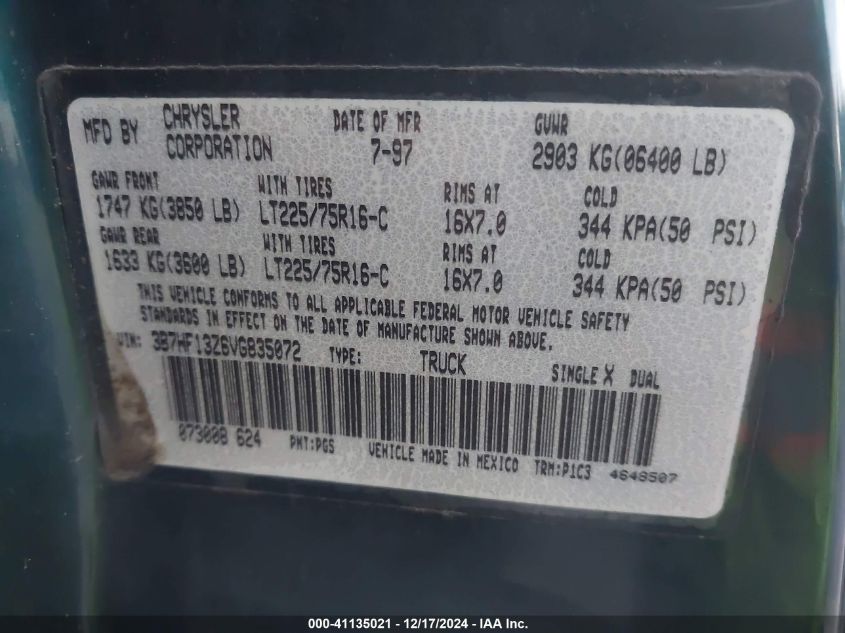 MFD BY CHRYSLER CORPORATION DATE OF MFR 7-97 GVWR 2903 KG(06400 LB)
GAWR FRONT WITH TIRES RIMS AT COLD
1747 KG(3850 LB) LT225/75R16-C 16X7.0 344 KPA(50 PSI)
GAWR REAR WITH TIRES RIMS AT COLD
1633 KG(3600 LB) LT225/75R16-C 16X7.0 344 KPA(50 PSI)
THIS VEHICLE CONFORMS TO ALL APPLICABLE FEDERAL MOTOR VEHICLE SAFETY
STANDARDS IN EFFECT ON THE DATE OF MANUFACTURE SHOWN ABOVE.
VIN: 3B7HF13Z6VG835072 TYPE: TRUCK SINGLE X DUAL
073008 624 PNT:PGS VEHICLE MADE IN MEXICO TRM:P1C3 4648507
000-41135021 - 12/17/2024 - IAA, Inc.